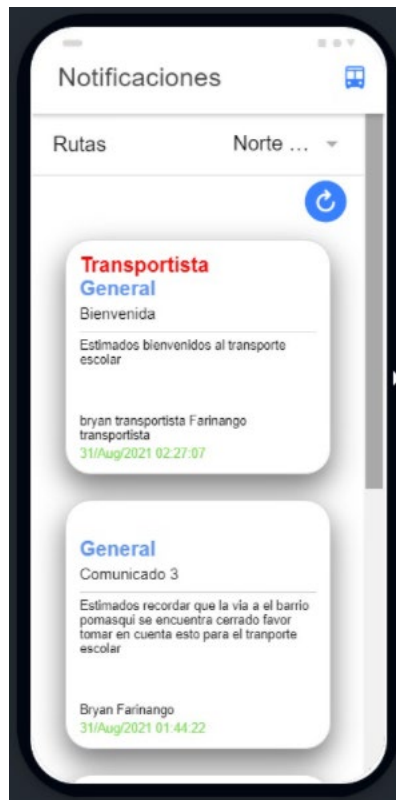 Notificaciones
Rutas Norte ...
Transportista
General
Bienvenida
Estimados bienvenidos al transporte
escolar
bryan transportista Farinango
transportista
31/Aug/2021 02:27:07
General
Comunicado 3
Estimados recordar que la via a el barrio
pomasqui se encuentra cerrado favor
tomar en cuenta esto para el tranporte
escolar
Bryan Farinango
31/Aug/2021 01:44:22